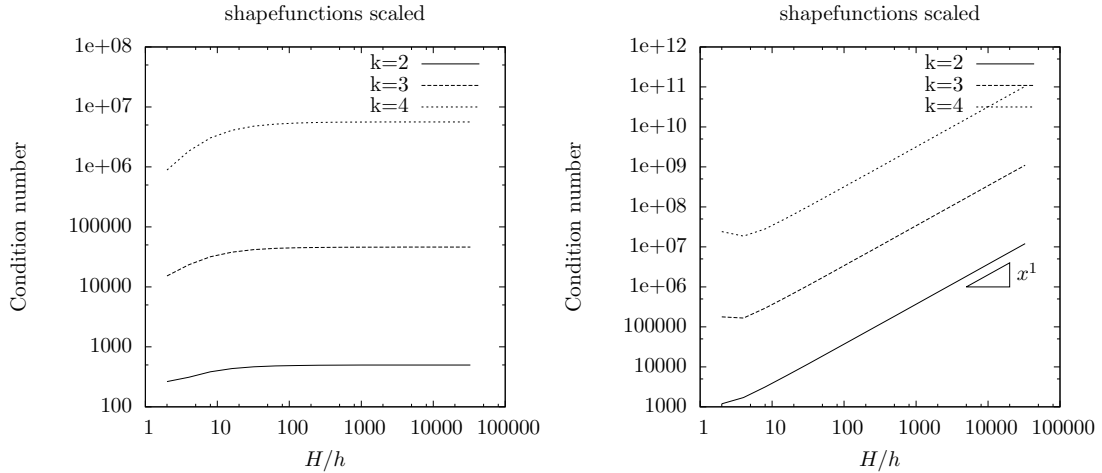 shapefunctions scaled
1e+08
1e+07
1e+06
100000
10000
1000
100
1
10
100
1000
10000
100000
Condition number
H/h
k=2
k=3
k=4
shapefunctions scaled
1e+12
1e+11
1e+10
1e+09
1e+08
1e+07
1e+06
100000
10000
1000
1
10
100
1000
10000
100000
Condition number
H/h
k=2
k=3
k=4
x^1